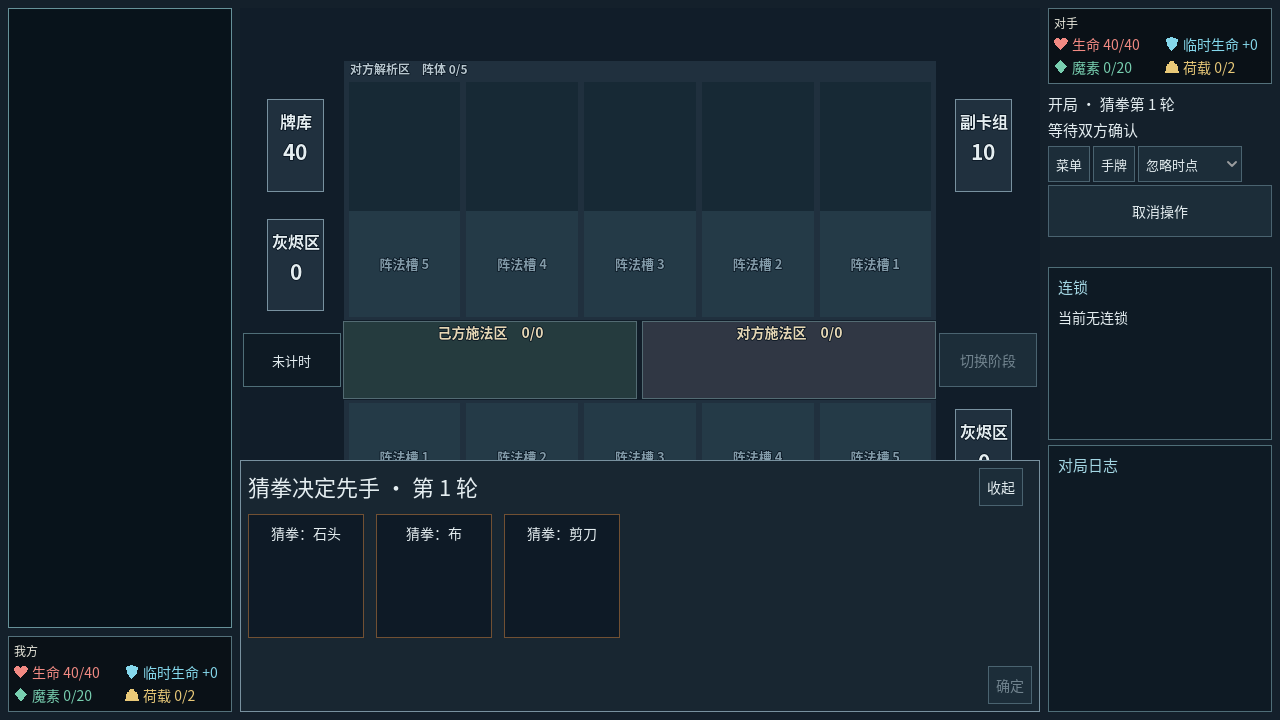 对手
生命 40/40
临时生命 +0
魔素 0/20
荷载 0/2
开局 · 猜拳第 1 轮
等待双方确认
菜单
手牌
忽略时点
取消操作
连锁
当前无连锁
对局日志
对方解析区 阵体 0/5
牌库
40
副卡组
10
灰烬区
0
阵法槽 5
阵法槽 4
阵法槽 3
阵法槽 2
阵法槽 1
未计时
己方施法区 0/0
对方施法区 0/0
切换阶段
阵法槽 1
阵法槽 2
阵法槽 3
阵法槽 4
阵法槽 5
灰烬区
0
猜拳决定先手 · 第 1 轮
收起
猜拳：石头
猜拳：布
猜拳：剪刀
确定
我方
生命 40/40
临时生命 +0
魔素 0/20
荷载 0/2